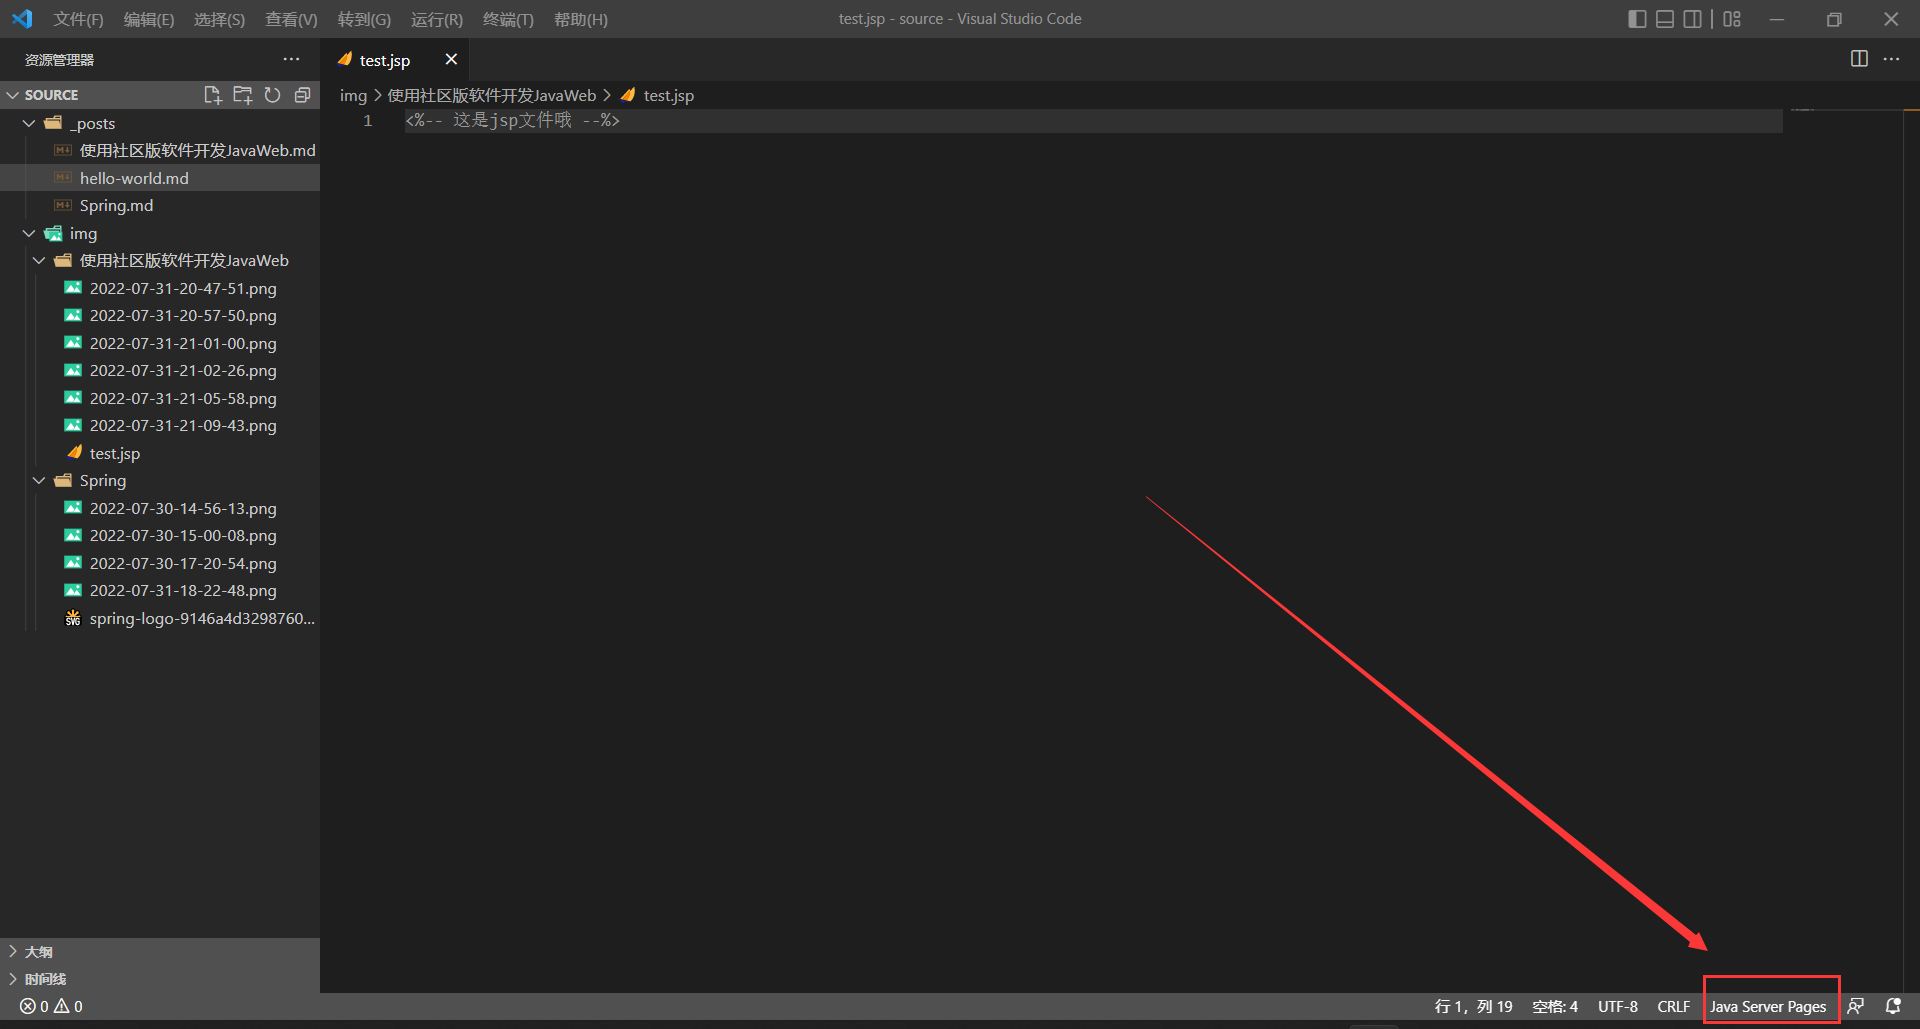 文件(F) 编辑(E) 选择(S) 查看(V) 转到(G) 运行(R) 终端(T) 帮助(H) test.jsp - source - Visual Studio Code
资源管理器
test.jsp
SOURCE
img > 使用社区版软件开发JavaWeb > test.jsp
1 <%-- 这是jsp文件哦 --%>
_posts
使用社区版软件开发JavaWeb.md
hello-world.md
Spring.md
img
使用社区版软件开发JavaWeb
2022-07-31-20-47-51.png
2022-07-31-20-57-50.png
2022-07-31-21-01-00.png
2022-07-31-21-02-26.png
2022-07-31-21-05-58.png
2022-07-31-21-09-43.png
test.jsp
Spring
2022-07-30-14-56-13.png
2022-07-30-15-00-08.png
2022-07-30-17-20-54.png
2022-07-31-18-22-48.png
SVG spring-logo-9146a4d3298760...
大纲
时间线
0 0 行 1，列 19 空格: 4 UTF-8 CRLF Java Server Pages